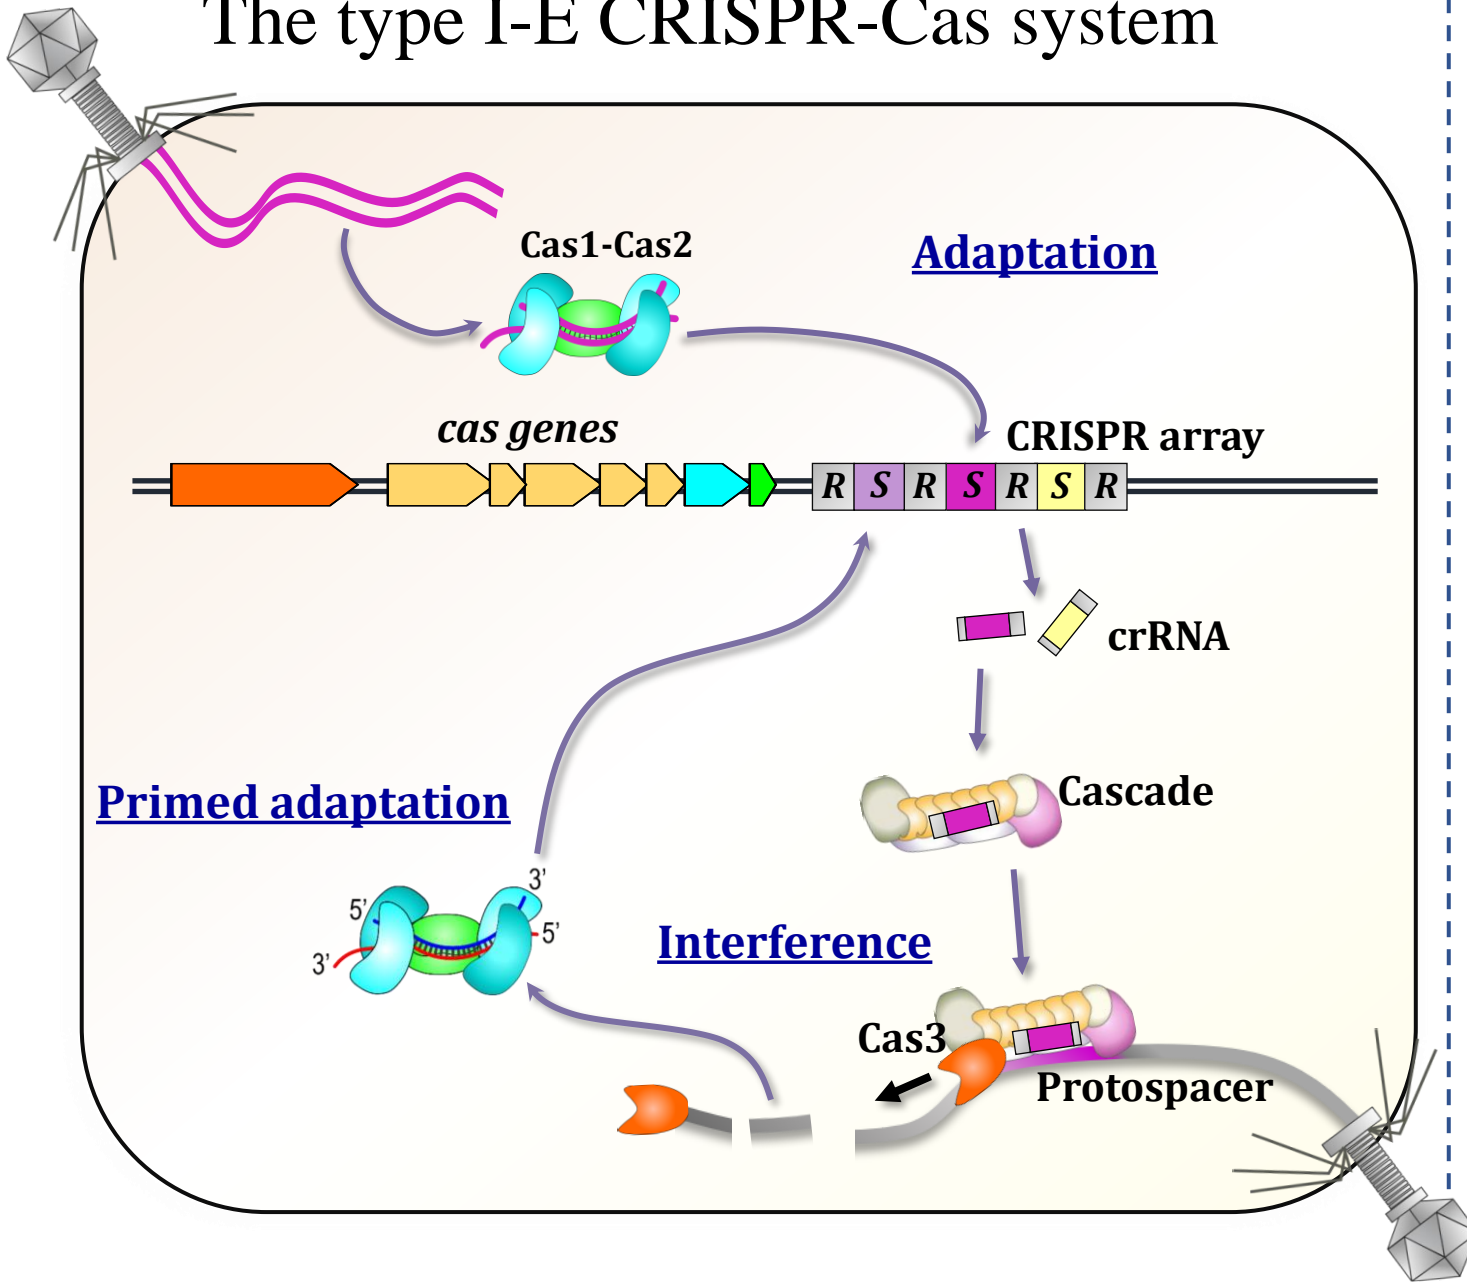 The type I-E CRISPR-Cas system
Cas1-Cas2
Adaptation
cas genes
CRISPR array
R S R S R S R
crRNA
Primed adaptation
Cascade
3’
5’
5’
3’
Interference
Cas3
Protospacer